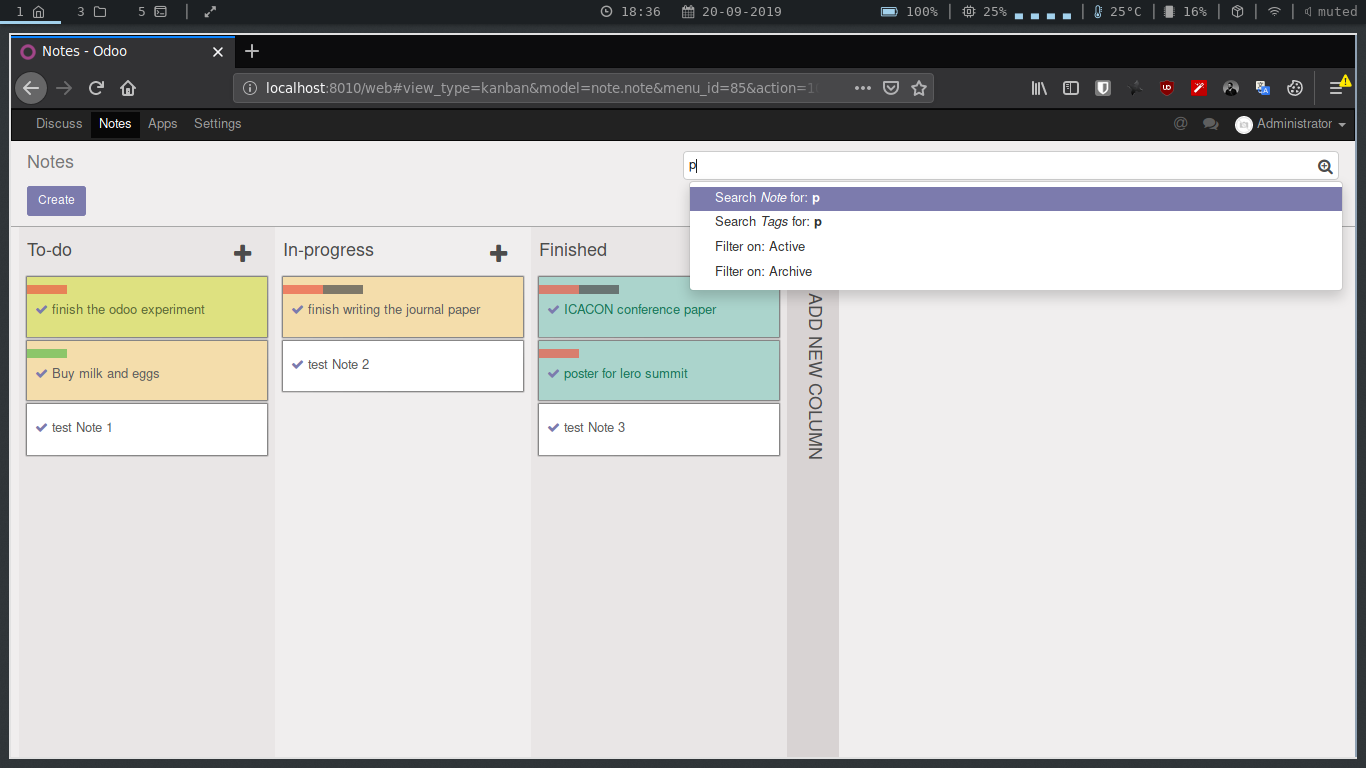 1 3 5 18:36 20-09-2019 100% 25% 25°C 16% muted
Notes - Odoo
localhost:8010/web#view_type=kanban&model=note.note&menu_id=85&action=1
Discuss Notes Apps Settings Administrator
Notes
p
Create
Search Note for: p
Search Tags for: p
Filter on: Active
Filter on: Archive
To-do
finish the odoo experiment
Buy milk and eggs
test Note 1
In-progress
finish writing the journal paper
test Note 2
Finished
ICACON conference paper
poster for lero summit
test Note 3
ADD NEW COLUMN